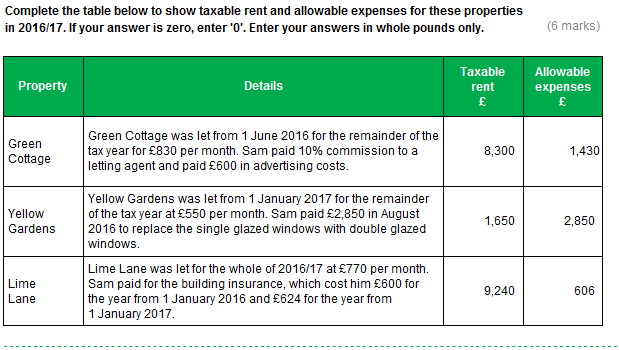 Complete the table below to show taxable rent and allowable expenses for these properties
in 2016/17. If your answer is zero, enter '0'. Enter your answers in whole pounds only.
(6 marks)
Property
Details
Taxable
rent
£
Allowable
expenses
£
Green
Cottage
Green Cottage was let from 1 June 2016 for the remainder of the
tax year for £830 per month. Sam paid 10% commission to a
letting agent and paid £600 in advertising costs.
8,300
1,430
Yellow
Gardens
Yellow Gardens was let from 1 January 2017 for the remainder
of the tax year at £550 per month. Sam paid £2,850 in August
2016 to replace the single glazed windows with double glazed
windows.
1,650
2,850
Lime
Lane
Lime Lane was let for the whole of 2016/17 at £770 per month.
Sam paid for the building insurance, which cost him £600 for
the year from 1 January 2016 and £624 for the year from
1 January 2017.
9,240
606